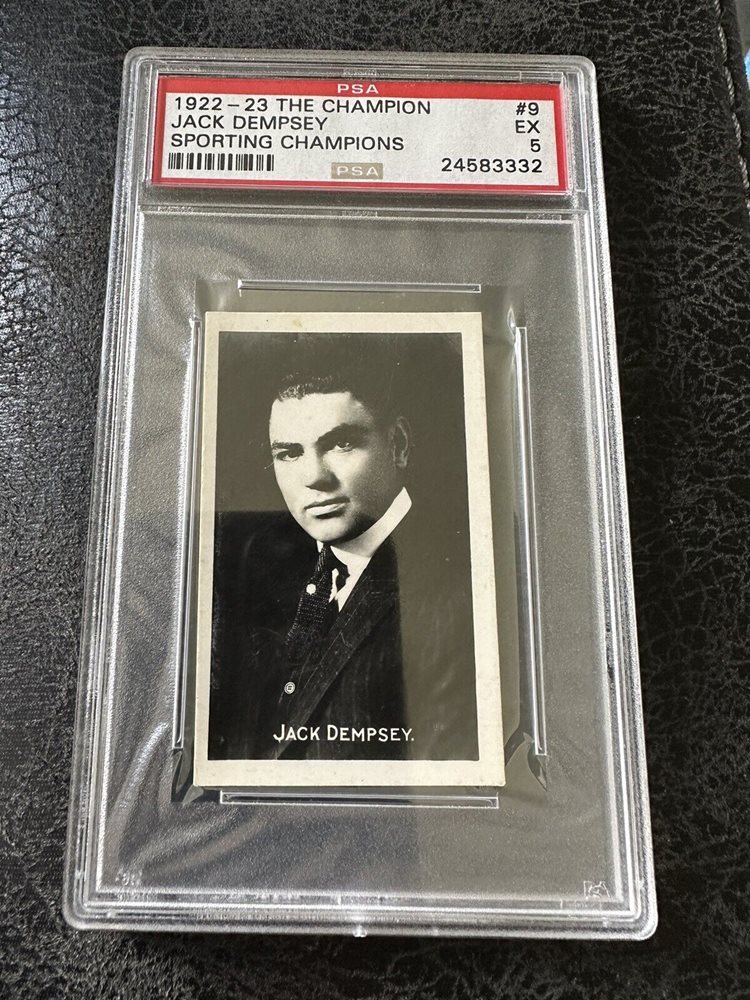 PSA
1922-23 THE CHAMPION #9
JACK DEMPSEY EX
SPORTING CHAMPIONS 5
PSA 24583332
JACK DEMPSEY.